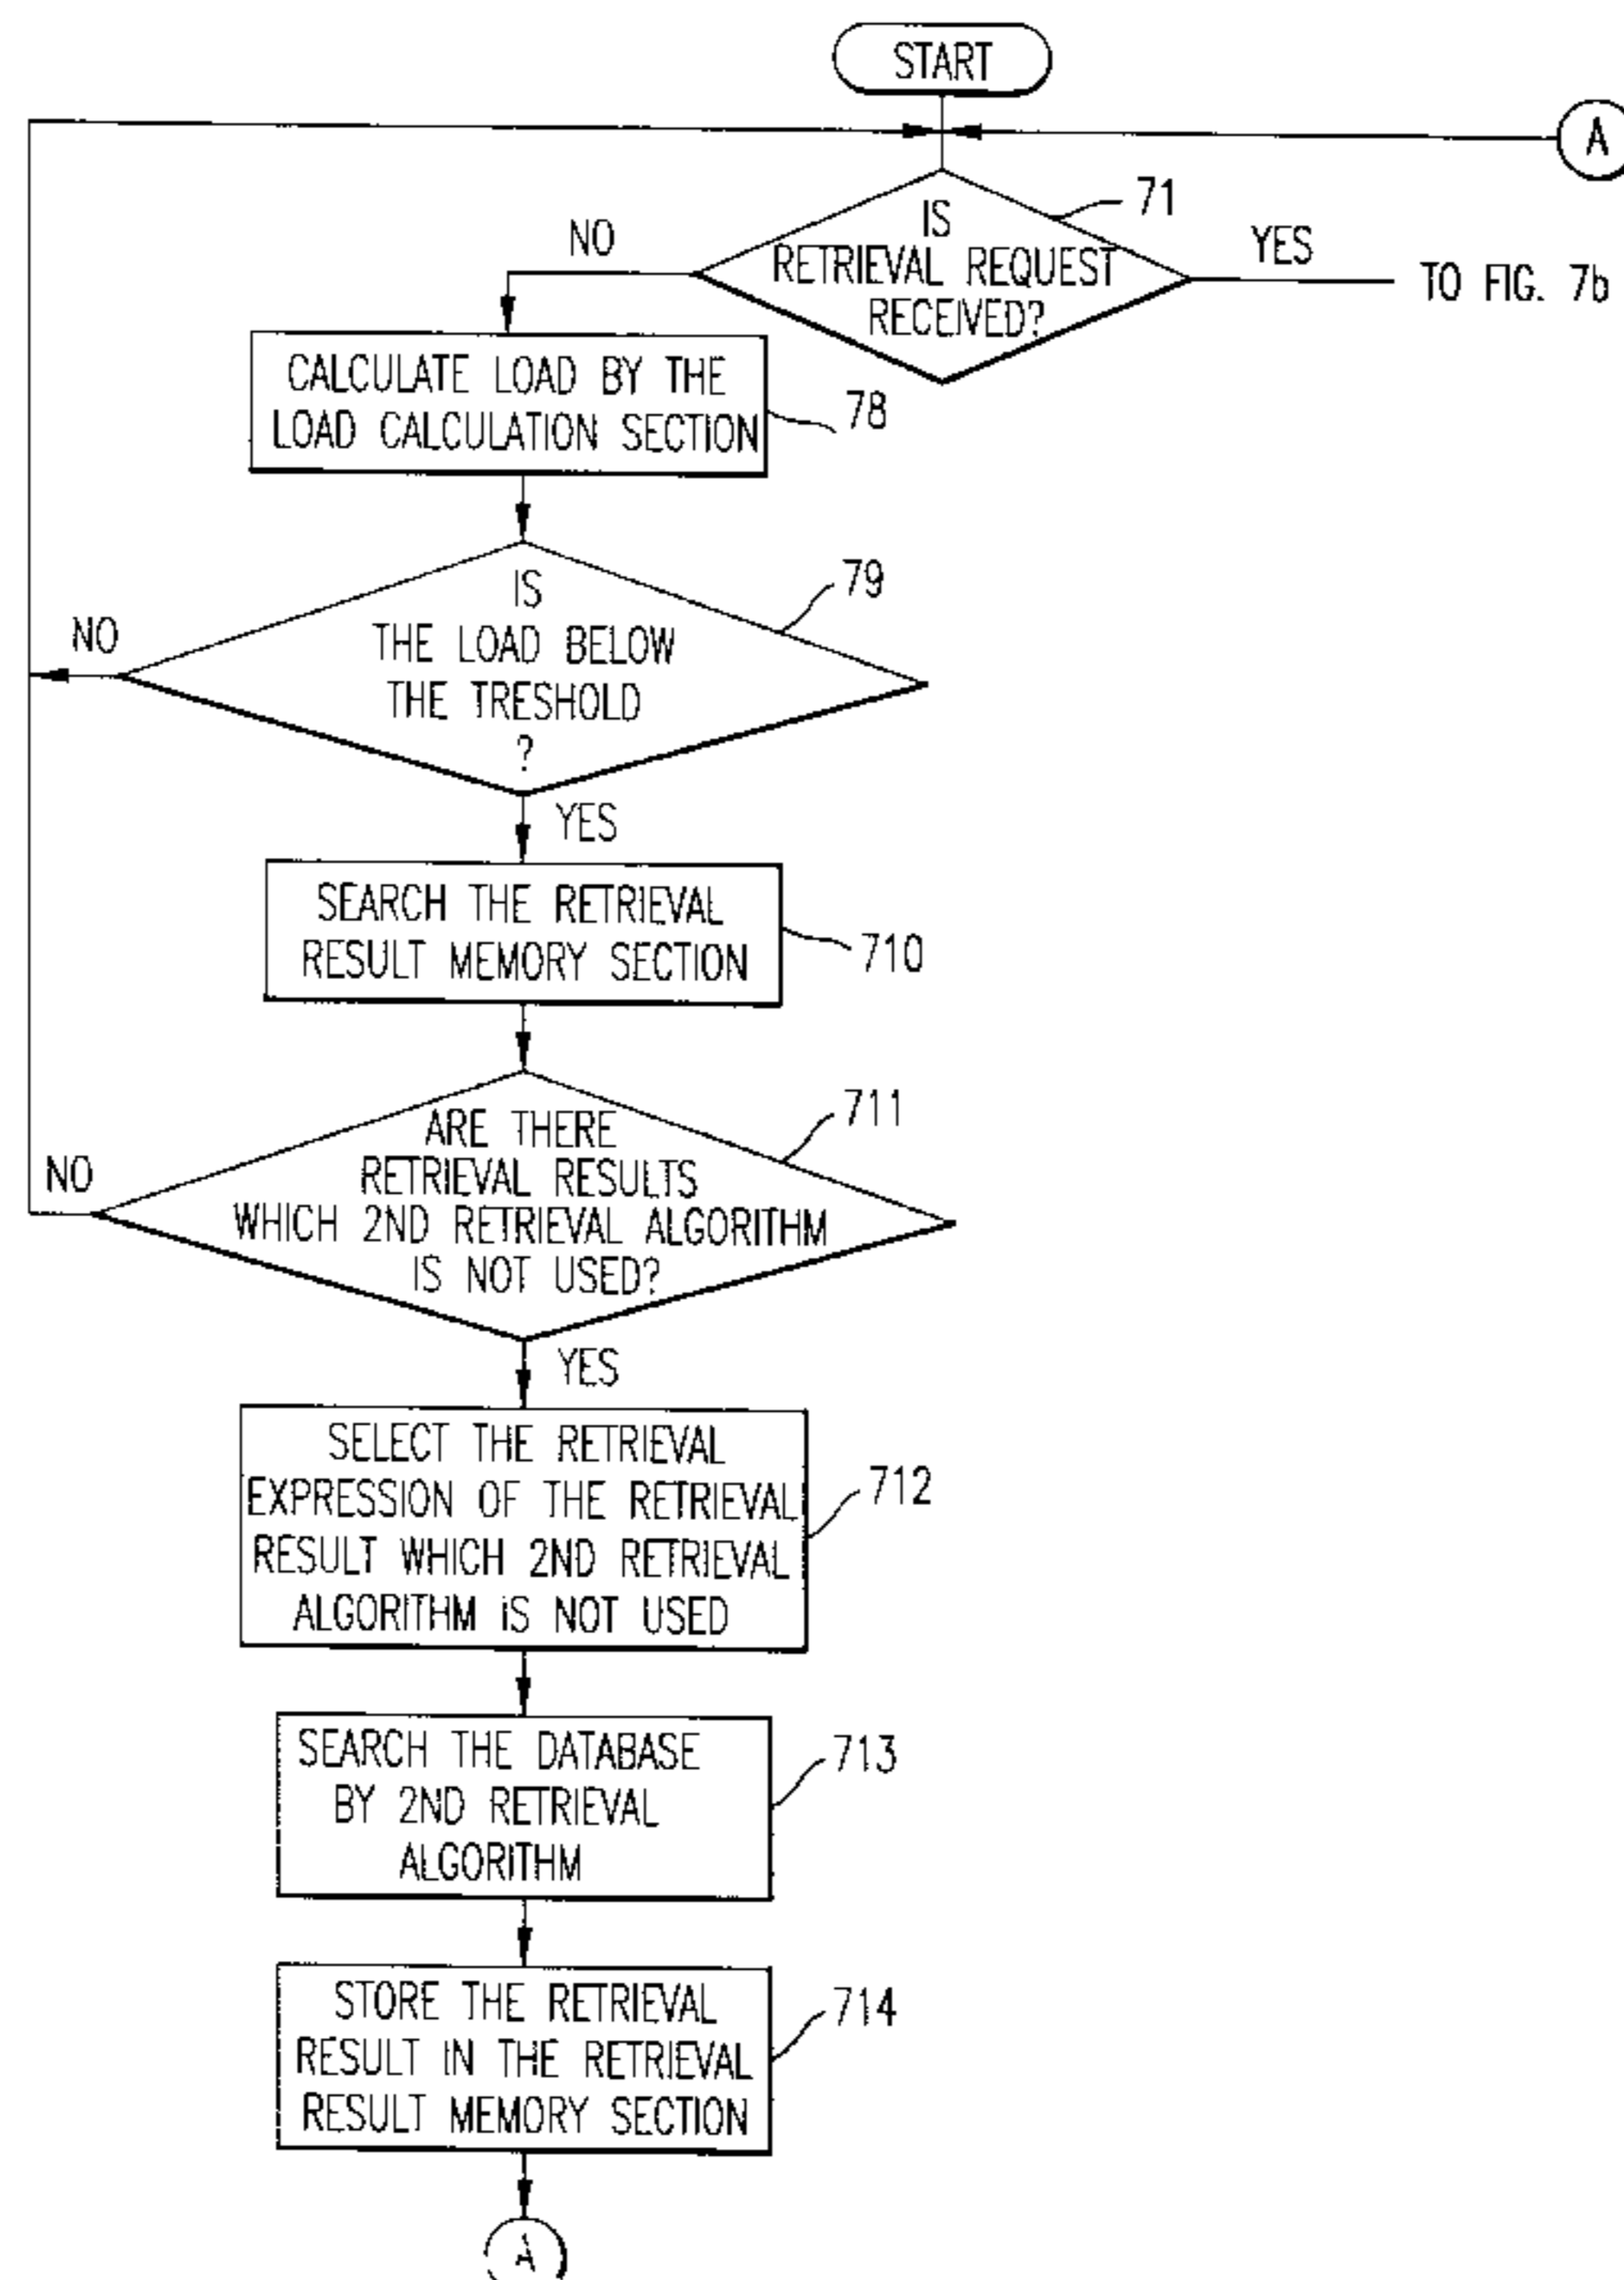 START
A
IS
RETRIEVAL REQUEST
RECEIVED?
71
NO
YES
TO FIG. 7b
CALCULATE LOAD BY THE
LOAD CALCULATION SECTION
78
IS
THE LOAD BELOW
THE TRESHOLD
?
79
NO
YES
SEARCH THE RETRIEVAL
RESULT MEMORY SECTION
710
ARE THERE
RETRIEVAL RESULTS
WHICH 2ND RETRIEVAL ALGORITHM
IS NOT USED?
711
NO
YES
SELECT THE RETRIEVAL
EXPRESSION OF THE RETRIEVAL
RESULT WHICH 2ND RETRIEVAL
ALGORITHM IS NOT USED
712
SEARCH THE DATABASE
BY 2ND RETRIEVAL
ALGORITHM
713
STORE THE RETRIEVAL
RESULT IN THE RETRIEVAL
RESULT MEMORY SECTION
714
A